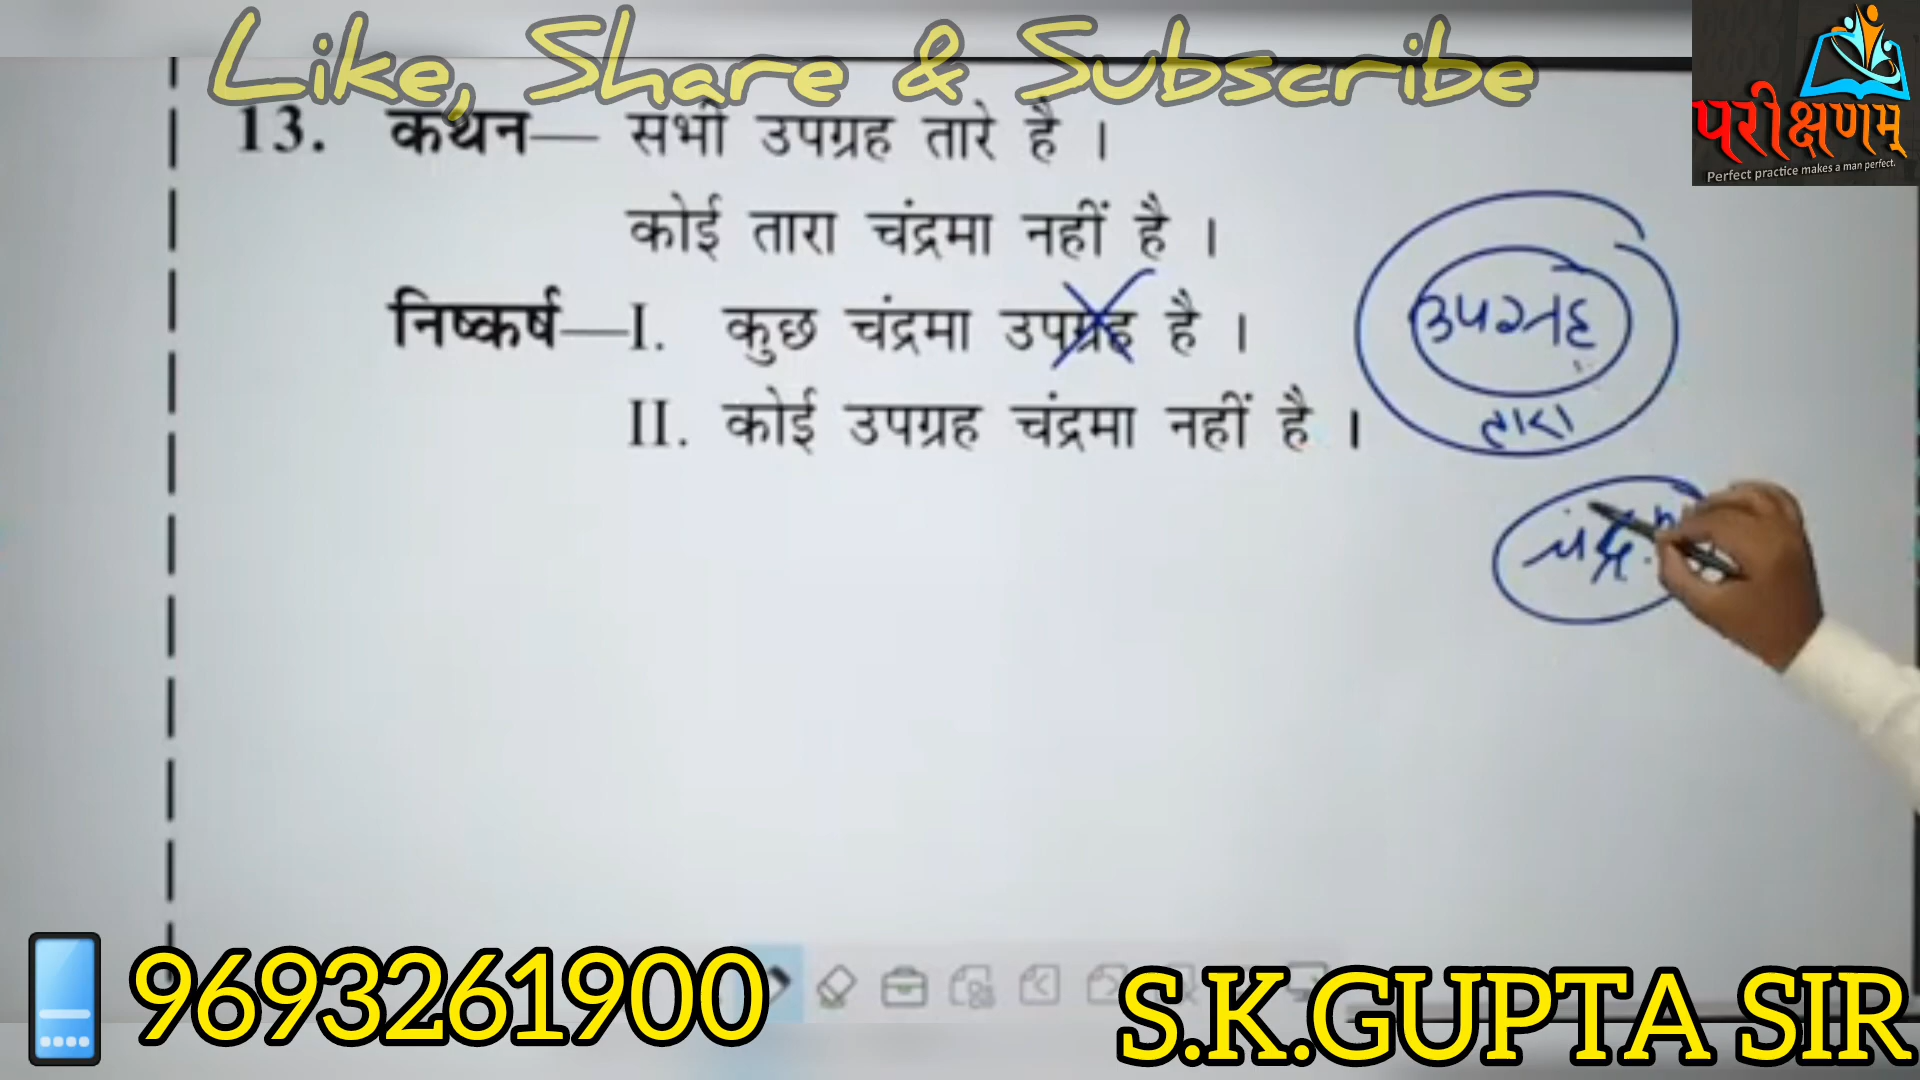 Like, Share & Subscribe
परीक्षणम्
Perfect practice makes a man perfect.
13. कथन— सभी उपग्रह तारे है ।
कोई तारा चंद्रमा नहीं है ।
निष्कर्ष—I. कुछ चंद्रमा उपग्रह है ।
II. कोई उपग्रह चंद्रमा नहीं है ।
उपग्रह
तारा
9693261900
S.K.GUPTA SIR